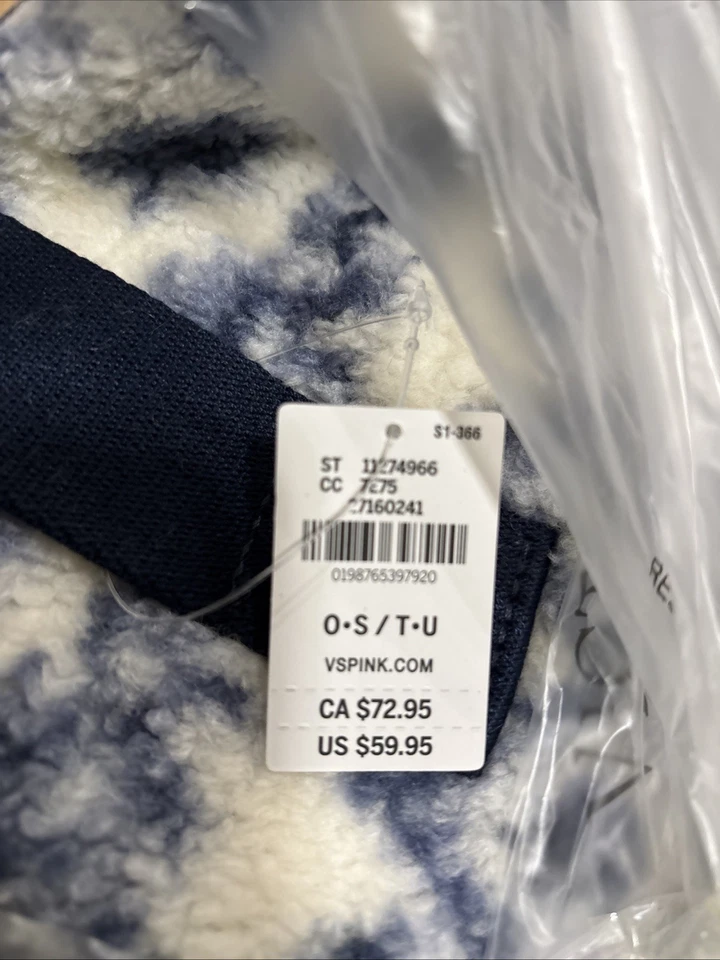 S1-366
ST 11274966
CC 7275
27160241
0198765397920
O•S / T•U
VSPINK.COM
CA $72.95
US $59.95